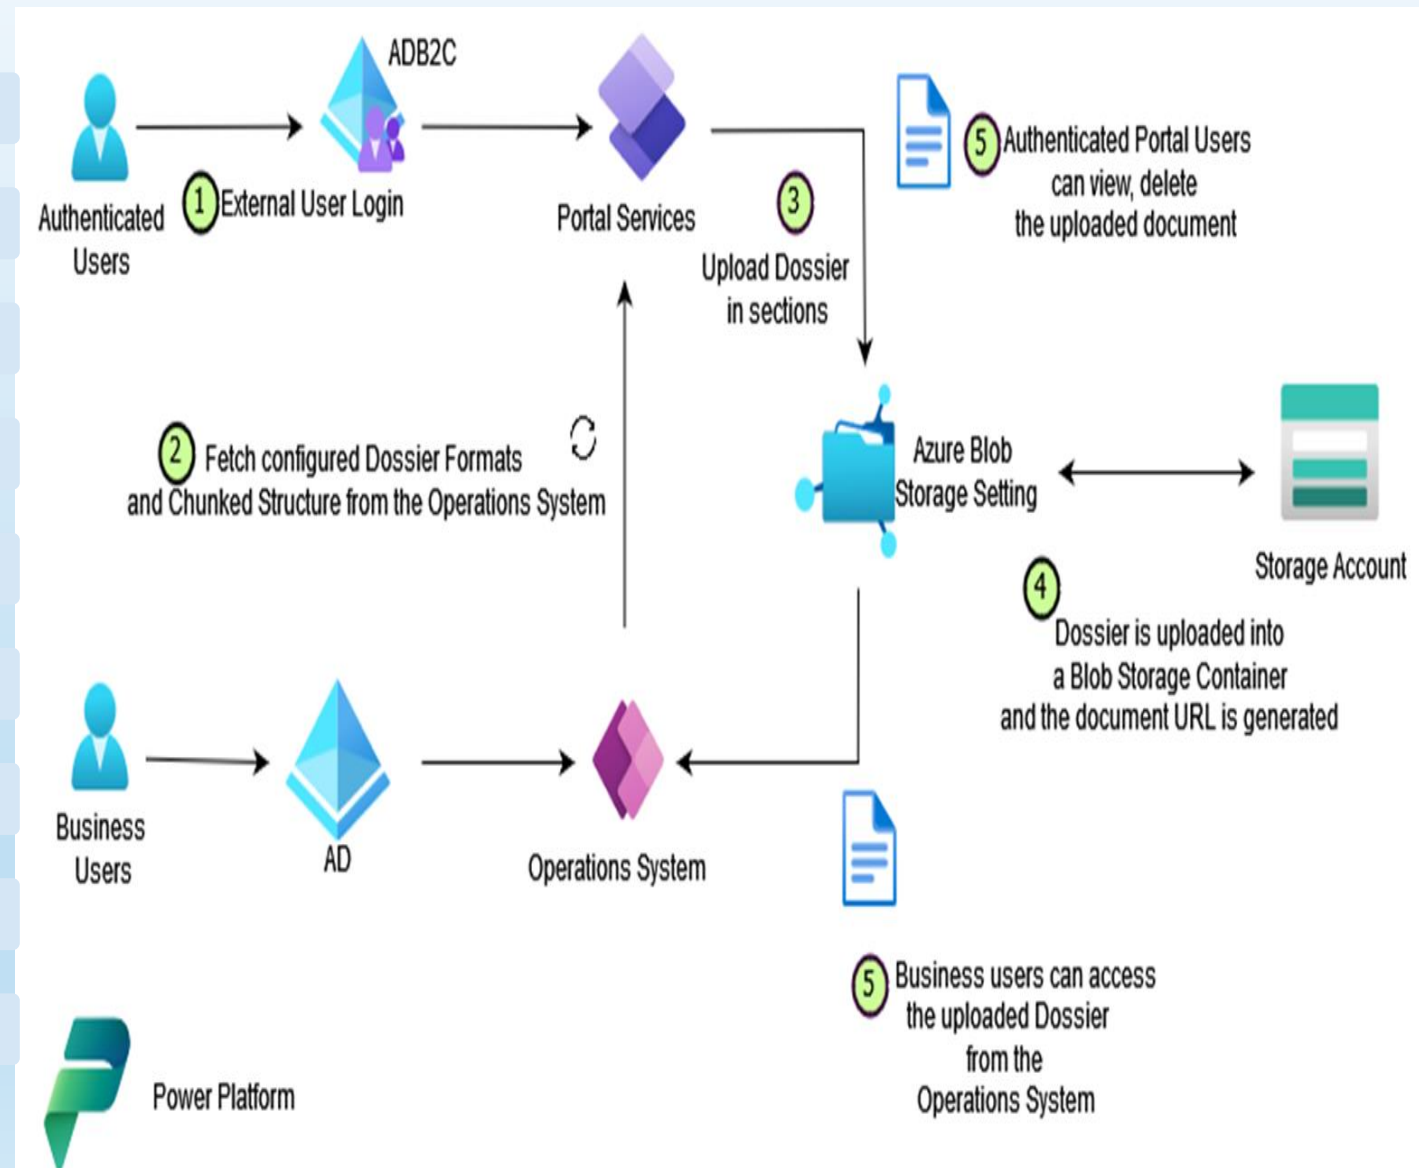 ADB2C
Authenticated
Users
1
External User Login
Portal Services
3
Upload Dossier
in sections
5
Authenticated Portal Users
can view, delete
the uploaded document
2
Fetch configured Dossier Formats
and Chunked Structure from the Operations System
Azure Blob
Storage Setting
Storage Account
4
Dossier is uploaded into
a Blob Storage Container
and the document URL is generated
Business
Users
AD
Operations System
5
Business users can access
the uploaded Dossier
from the
Operations System
Power Platform